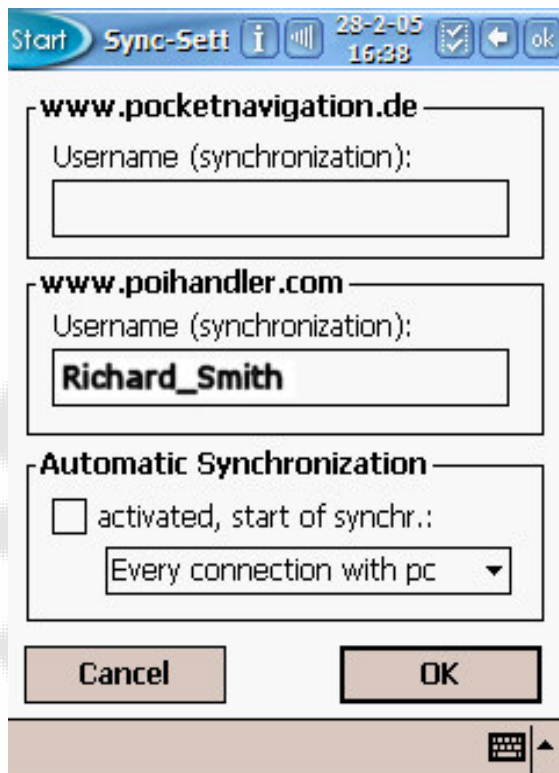 Start Sync-Sett 28-2-05 16:38 ok
www.pocketnavigation.de
Username (synchronization):
www.poihandler.com
Username (synchronization):
Richard_Smith
Automatic Synchronization
activated, start of synchr.:
Every connection with pc
Cancel OK